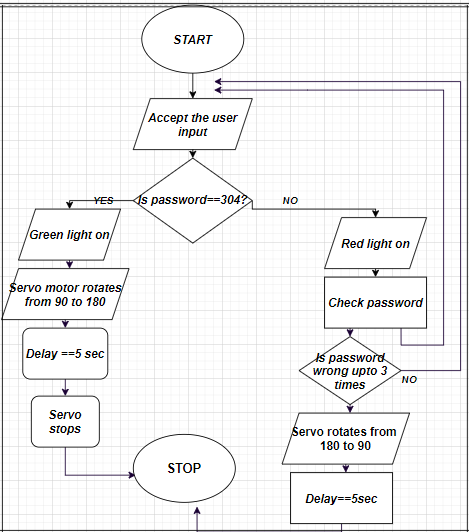 START
Accept the user
input
Is password==304?
YES
NO
Green light on
Red light on
Servo motor rotates
from 90 to 180
Check password
Delay ==5 sec
Is password
wrong upto 3
times
NO
Servo
stops
Servo rotates from
180 to 90
STOP
Delay==5sec